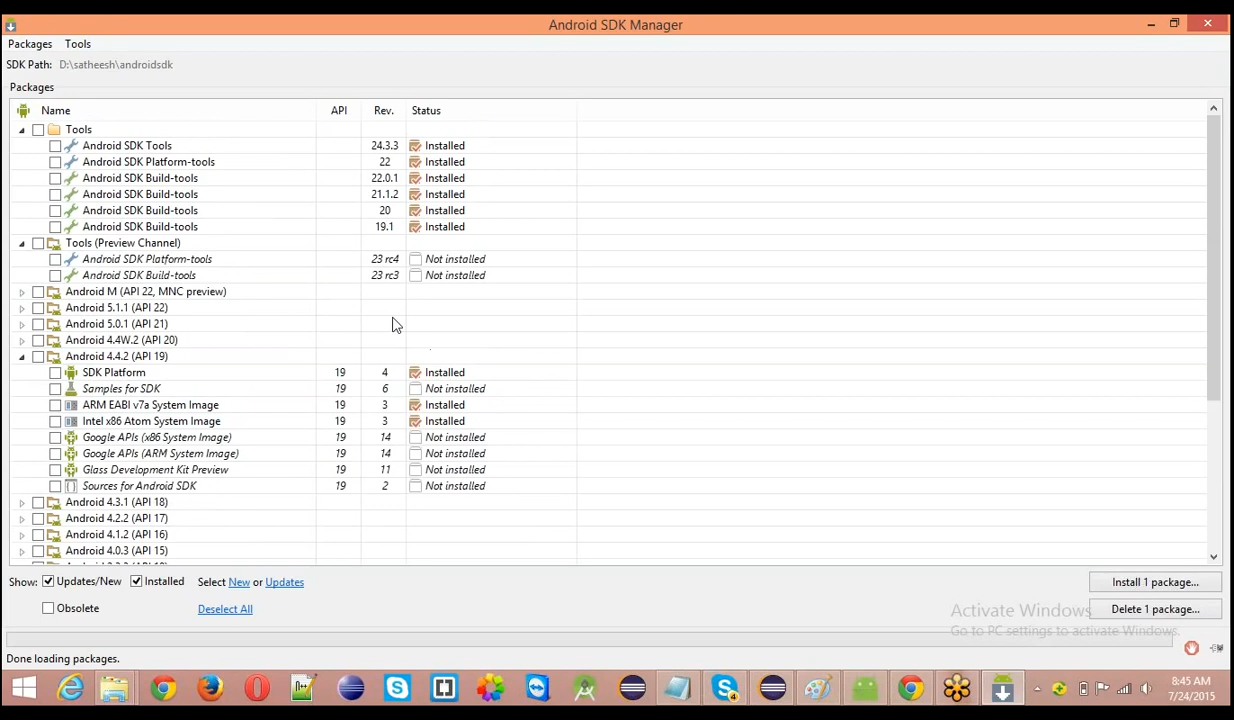 Android SDK Manager
Packages Tools
SDK Path: D:\satheesh\androidsdk
Packages
Name API Rev. Status
Tools
Android SDK Tools 24.3.3 Installed
Android SDK Platform-tools 22 Installed
Android SDK Build-tools 22.0.1 Installed
Android SDK Build-tools 21.1.2 Installed
Android SDK Build-tools 20 Installed
Android SDK Build-tools 19.1 Installed
Tools (Preview Channel)
Android SDK Platform-tools 23 rc4 Not installed
Android SDK Build-tools 23 rc3 Not installed
Android M (API 22, MNC preview)
Android 5.1.1 (API 22)
Android 5.0.1 (API 21)
Android 4.4W.2 (API 20)
Android 4.4.2 (API 19)
SDK Platform 19 4 Installed
Samples for SDK 19 6 Not installed
ARM EABI v7a System Image 19 3 Installed
Intel x86 Atom System Image 19 3 Installed
Google APIs (x86 System Image) 19 14 Not installed
Google APIs (ARM System Image) 19 14 Not installed
Glass Development Kit Preview 19 11 Not installed
Sources for Android SDK 19 2 Not installed
Android 4.3.1 (API 18)
Android 4.2.2 (API 17)
Android 4.1.2 (API 16)
Android 4.0.3 (API 15)
Show: Updates/New Installed Select New or Updates Install 1 package...
Obsolete Deselect All Delete 1 package...
Activate Windows
Go to PC settings to activate Windows.
Done loading packages.
4
8:45 AM
7/24/2015